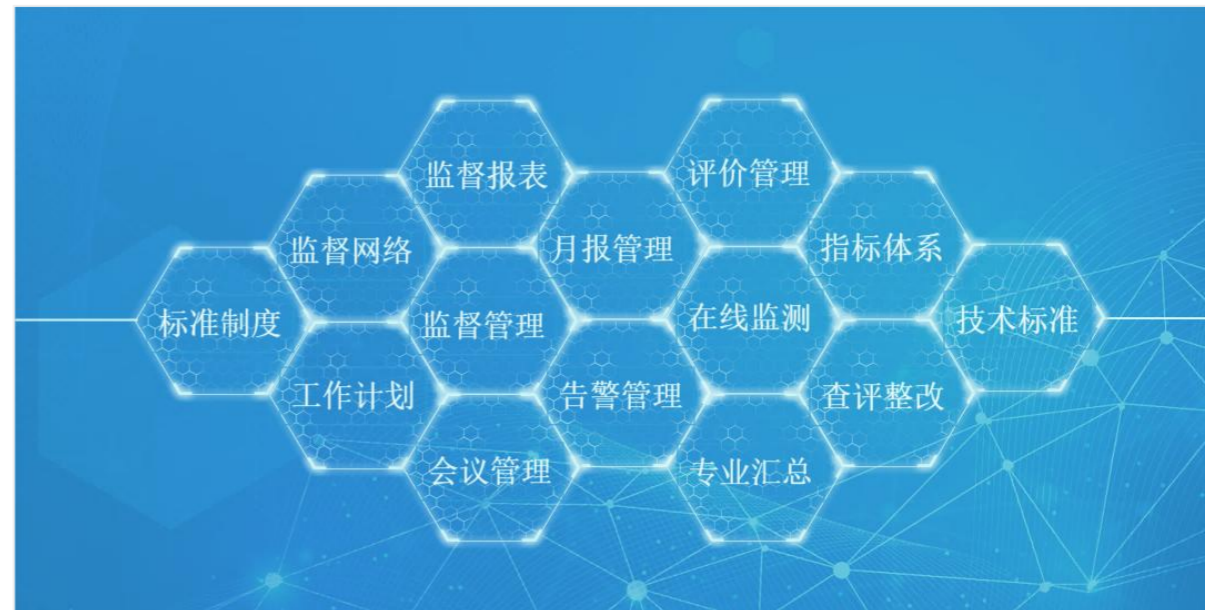 监督报表
评价管理
监督网络
月报管理
指标体系
标准制度
监督管理
在线监测
技术标准
工作计划
告警管理
查评整改
会议管理
专业汇总